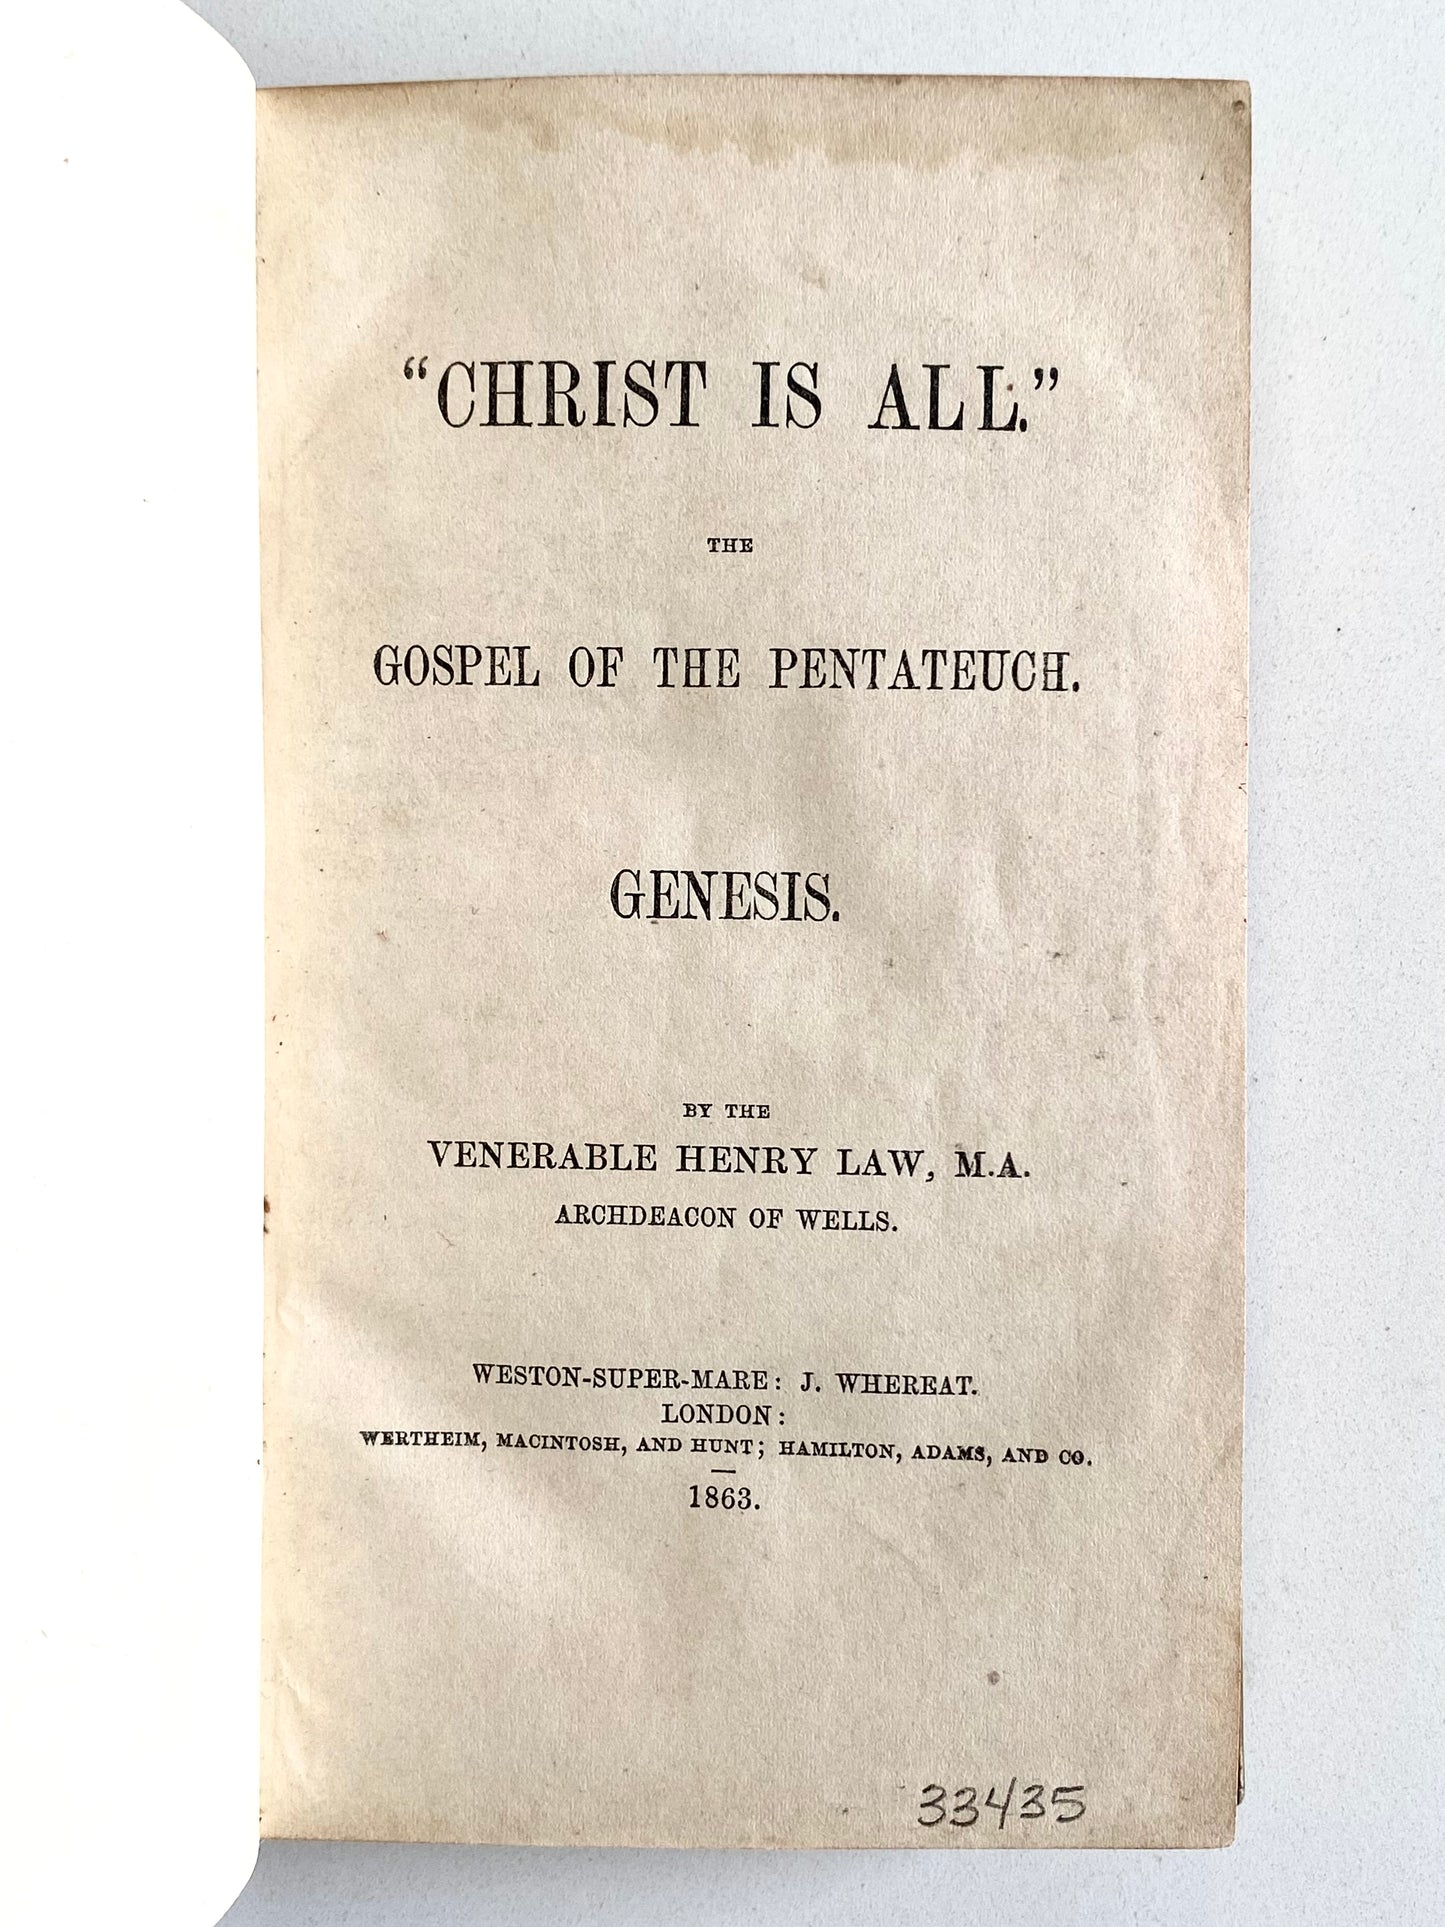 “CHRIST IS ALL.”
THE
GOSPEL OF THE PENTATEUCH.
GENESIS.
BY THE
VENERABLE HENRY LAW, M.A.
ARCHDEACON OF WELLS.
WESTON-SUPER-MARE: J. WHEREAT.
LONDON:
WERTHEIM, MACINTOSH, AND HUNT; HAMILTON, ADAMS, AND CO.
1863.
33435